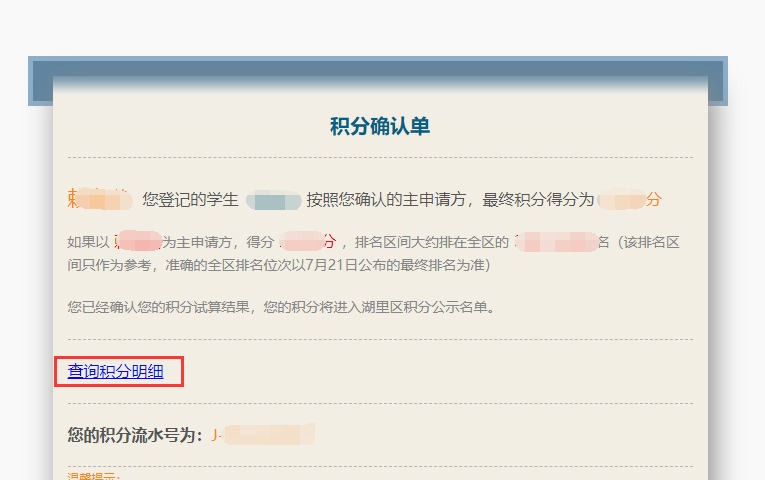 积分确认单
您登记的学生 按照您确认的主申请方，最终积分得分为 分
如果以 为主申请方，得分 分 ，排名区间大约排在全区的 名（该排名区
间只作为参考，准确的全区排名位次以7月21日公布的最终排名为准）
您已经确认您的积分试算结果，您的积分将进入湖里区积分公示名单。
查询积分明细
您的积分流水号为：J-
温馨提示：